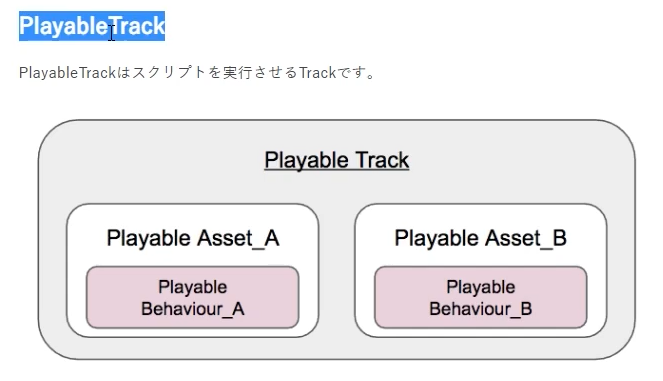 PlayableTrack
PlayableTrackはスクリプトを実行させるTrackです。
Playable Track
Playable Asset_A
Playable
Behaviour_A
Playable Asset_B
Playable
Behaviour_B